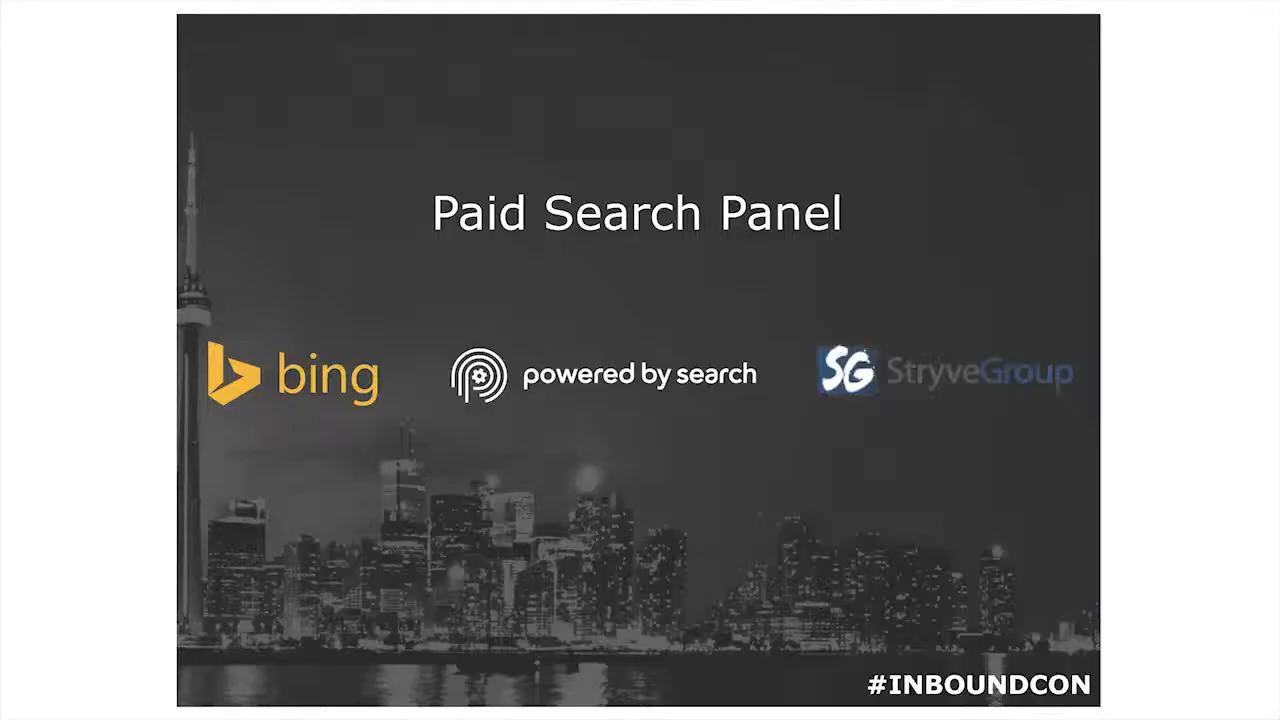 Paid Search Panel
bing
powered by search
SG StryveGroup
#INBOUNDCON